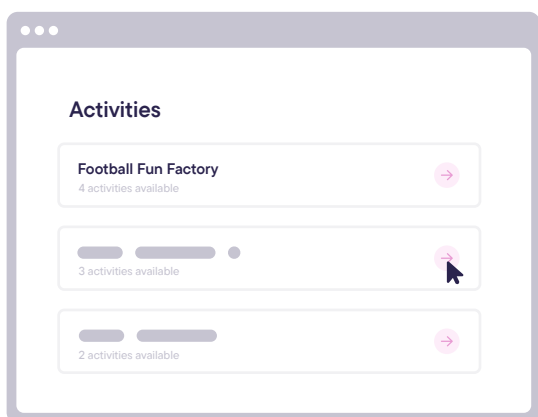 Activities
Football Fun Factory
4 activities available
3 activities available
2 activities available